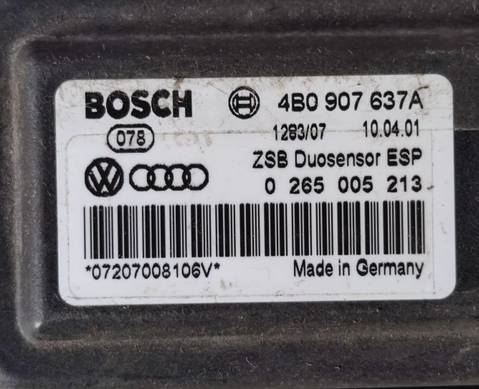 BOSCH 4B0 907 637A
078 1283/07 10.04.01
ZSB Duosensor ESP
0 265 005 213
*07207008106V* Made in Germany